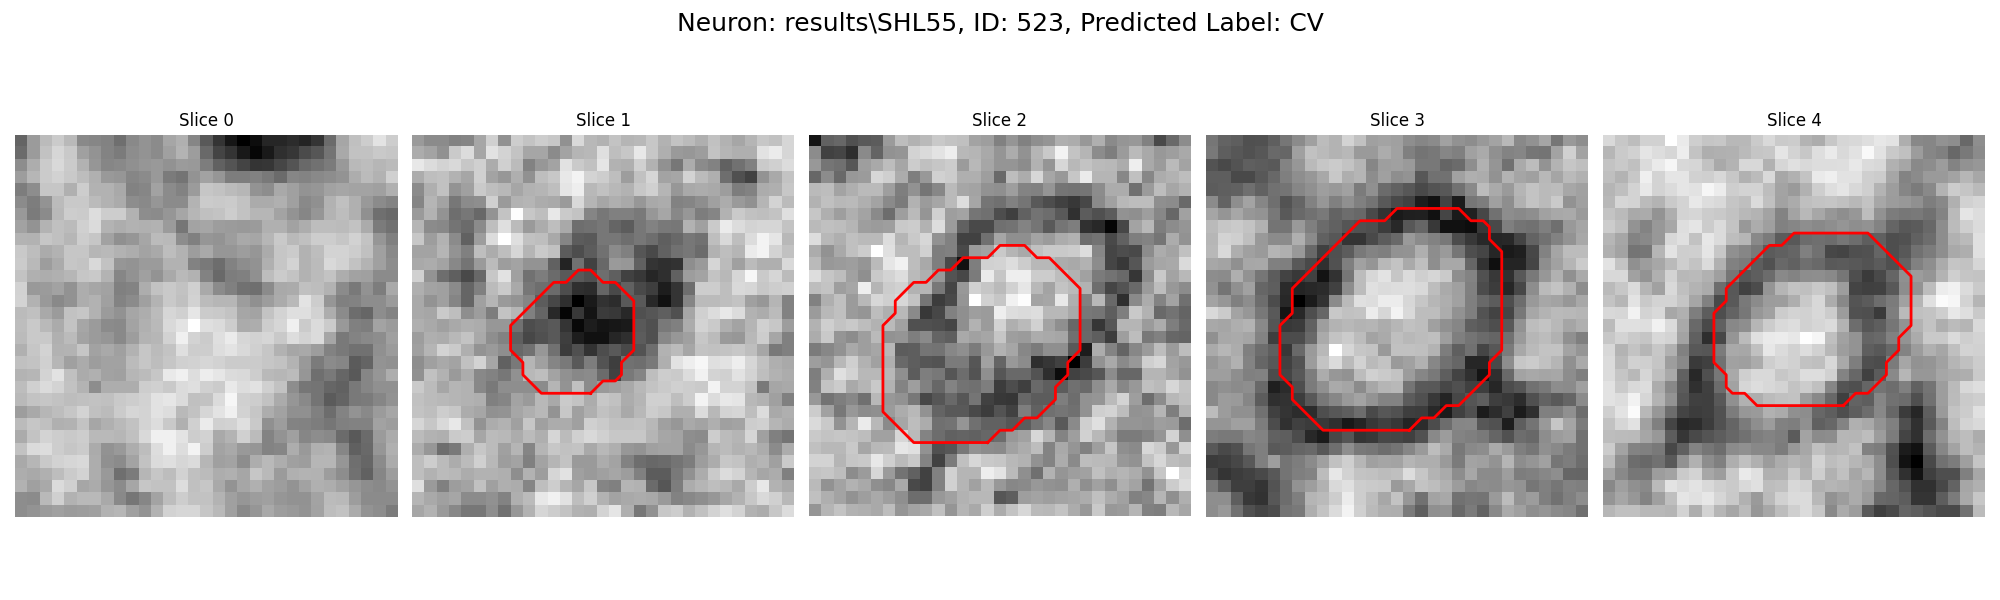 Neuron: results\SHL55, ID: 523, Predicted Label: CV
Slice 0
Slice 1
Slice 2
Slice 3
Slice 4